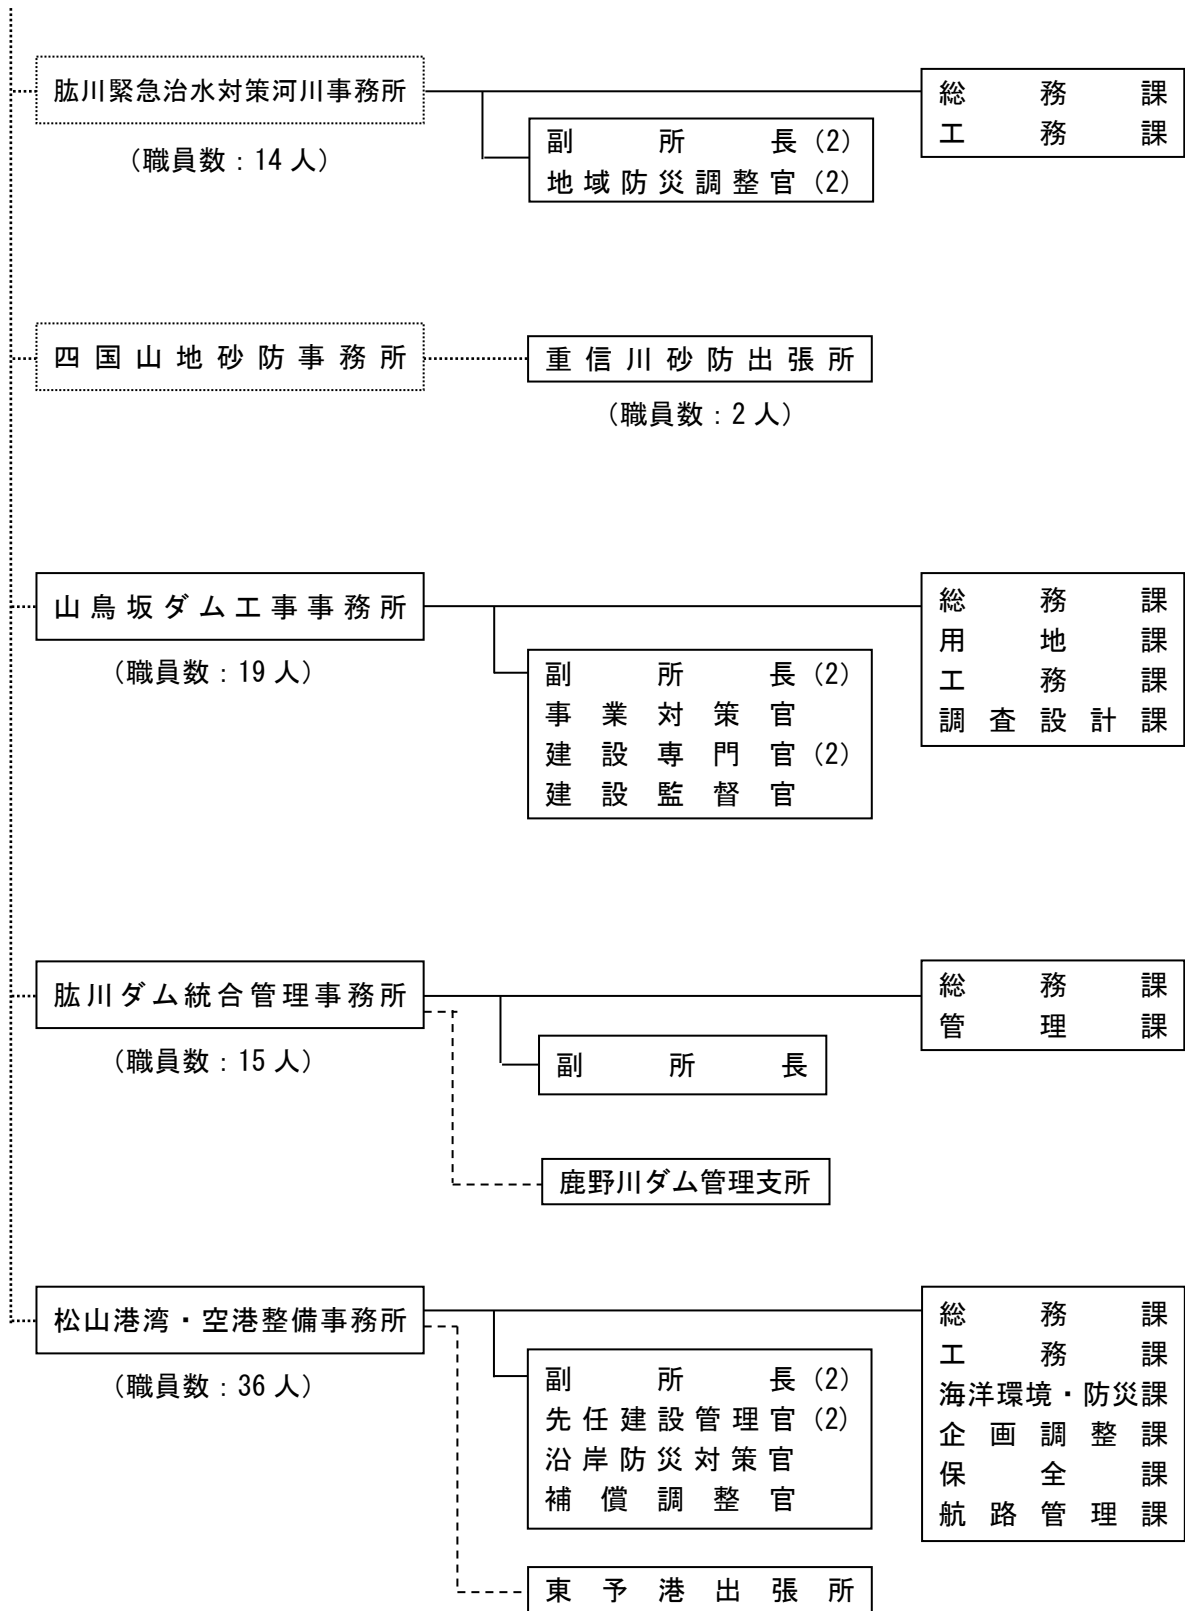 肱川緊急治水対策河川事務所
（職員数：14人）
副所長（2）
地域防災調整官（2）
総務課
工務課
四国山地砂防事務所
重信川砂防出張所
（職員数：2人）
山鳥坂ダム工事事務所
（職員数：19人）
副所長（2）
事業対策官
建設専門官（2）
建設監督官
総務課
用地課
工務課
調査設計課
肱川ダム統合管理事務所
（職員数：15人）
副所長
総務課
管理課
鹿野川ダム管理支所
松山港湾・空港整備事務所
（職員数：36人）
副所長（2）
先任建設管理官（2）
沿岸防災対策官
補償調整官
総務課
工務課
海洋環境・防災課
企画調整課
保全課
航路管理課
東予港出張所